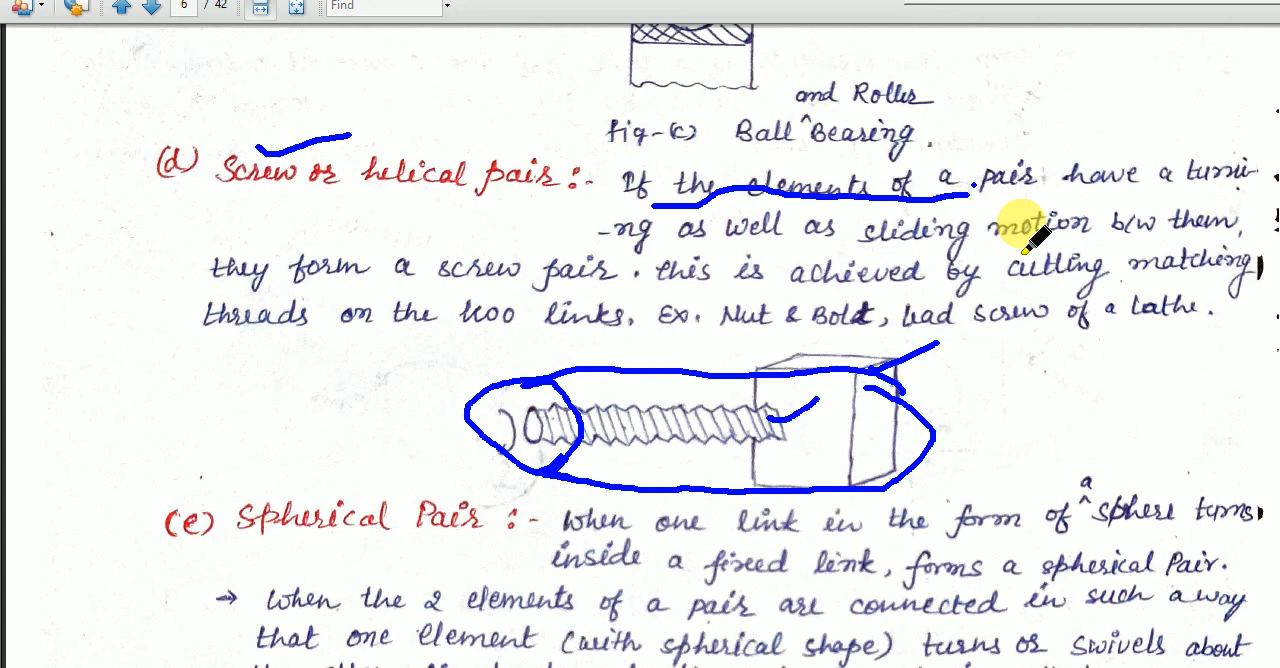 6 / 42
Find
and Roller
Fig-(c) Ball ^ Bearing.
(d) Screw or helical pair :- If the elements of a pair have a turni-
-ng as well as sliding motion b/w them,
they form a screw pair. this is achieved by cutting matching
threads on the two links. Ex. Nut & Bolt, lead screw of a lathe.
a
(e) Spherical Pair :- When one link in the form of ^ sphere turns
inside a fixed link, forms a spherical Pair.
→ When the 2 elements of a pair are connected in such a way
that one element (with spherical shape) turns or swivels about